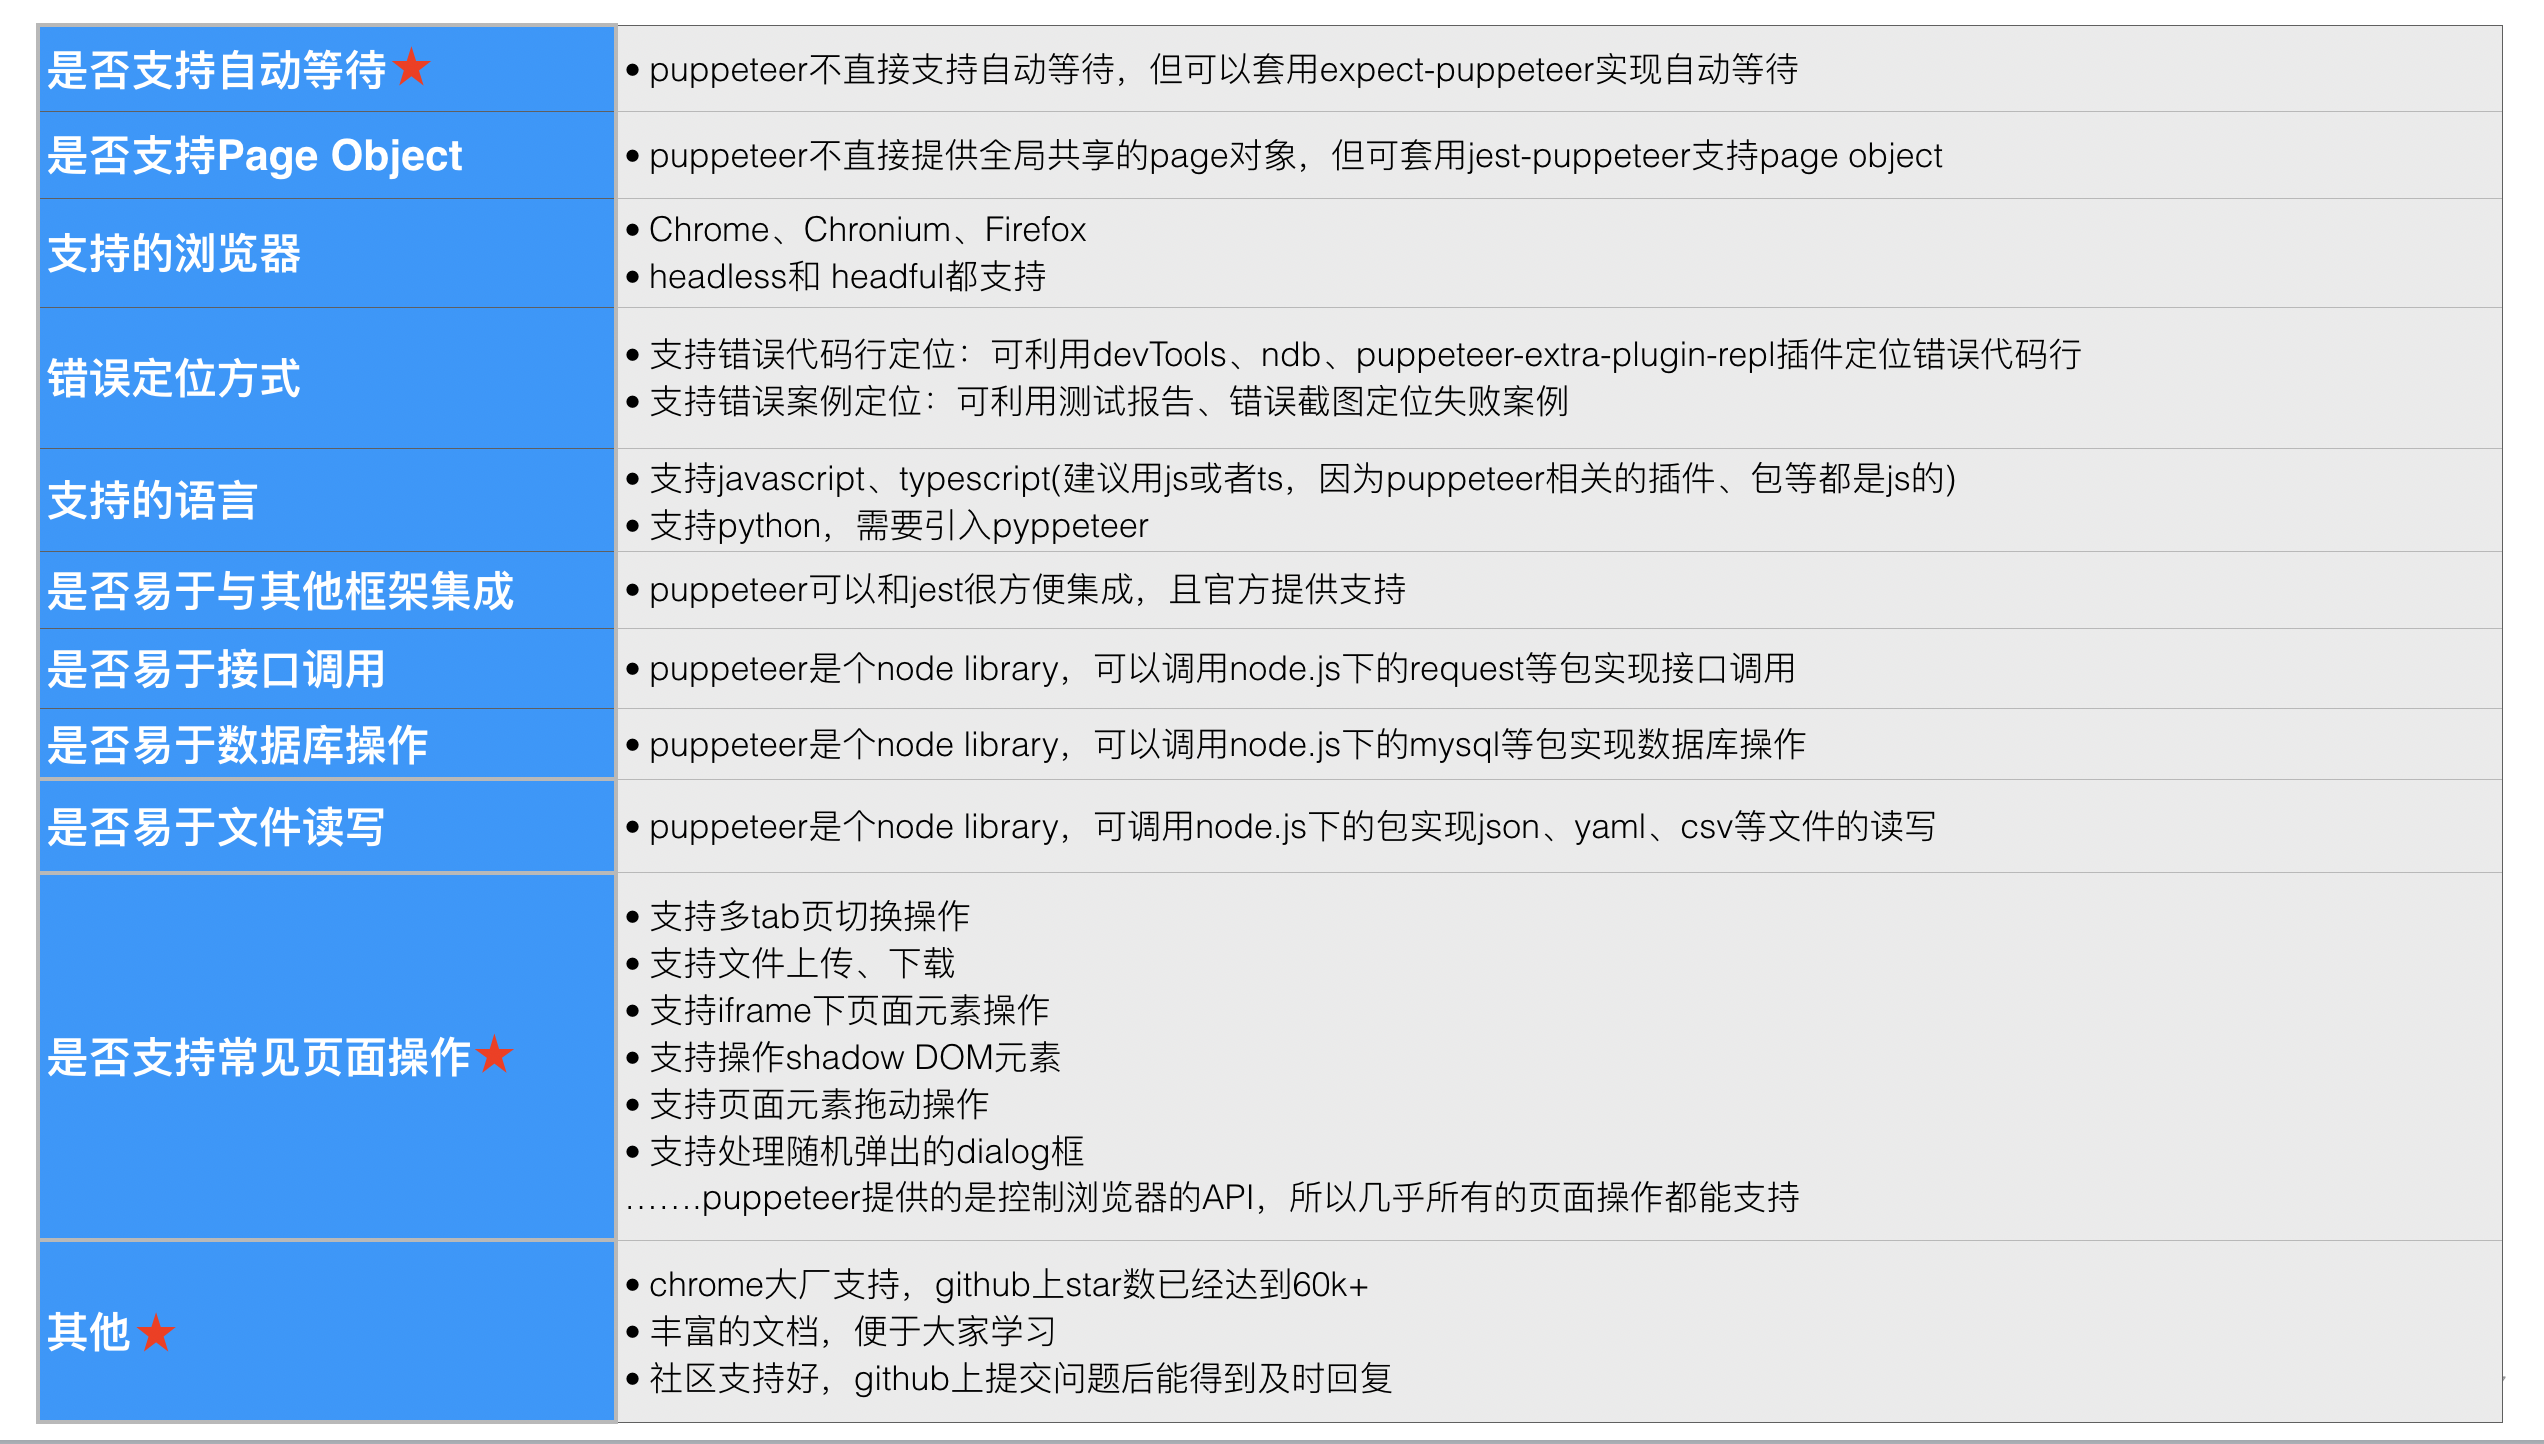 是否支持自动等待★
• puppeteer不直接支持自动等待，但可以套用expect-puppeteer实现自动等待
是否支持Page Object
• puppeteer不直接提供全局共享的page对象，但可套用jest-puppeteer支持page object
支持的浏览器
• Chrome、Chronium、Firefox
• headless和 headful都支持
错误定位方式
• 支持错误代码行定位：可利用devTools、ndb、puppeteer-extra-plugin-repl插件定位错误代码行
• 支持错误案例定位：可利用测试报告、错误截图定位失败案例
支持的语言
• 支持javascript、typescript(建议用js或者ts，因为puppeteer相关的插件、包等都是js的)
• 支持python，需要引入pyppeteer
是否易于与其他框架集成
• puppeteer可以和jest很方便集成，且官方提供支持
是否易于接口调用
• puppeteer是个node library，可以调用node.js下的request等包实现接口调用
是否易于数据库操作
• puppeteer是个node library，可以调用node.js下的mysql等包实现数据库操作
是否易于文件读写
• puppeteer是个node library，可调用node.js下的包实现json、yaml、csv等文件的读写
是否支持常见页面操作★
• 支持多tab页切换操作
• 支持文件上传、下载
• 支持iframe下页面元素操作
• 支持操作shadow DOM元素
• 支持页面元素拖动操作
• 支持处理随机弹出的dialog框
…….puppeteer提供的是控制浏览器的API，所以几乎所有的页面操作都能支持
其他★
• chrome大厂支持，github上star数已经达到60k+
• 丰富的文档，便于大家学习
• 社区支持好，github上提交问题后能得到及时回复